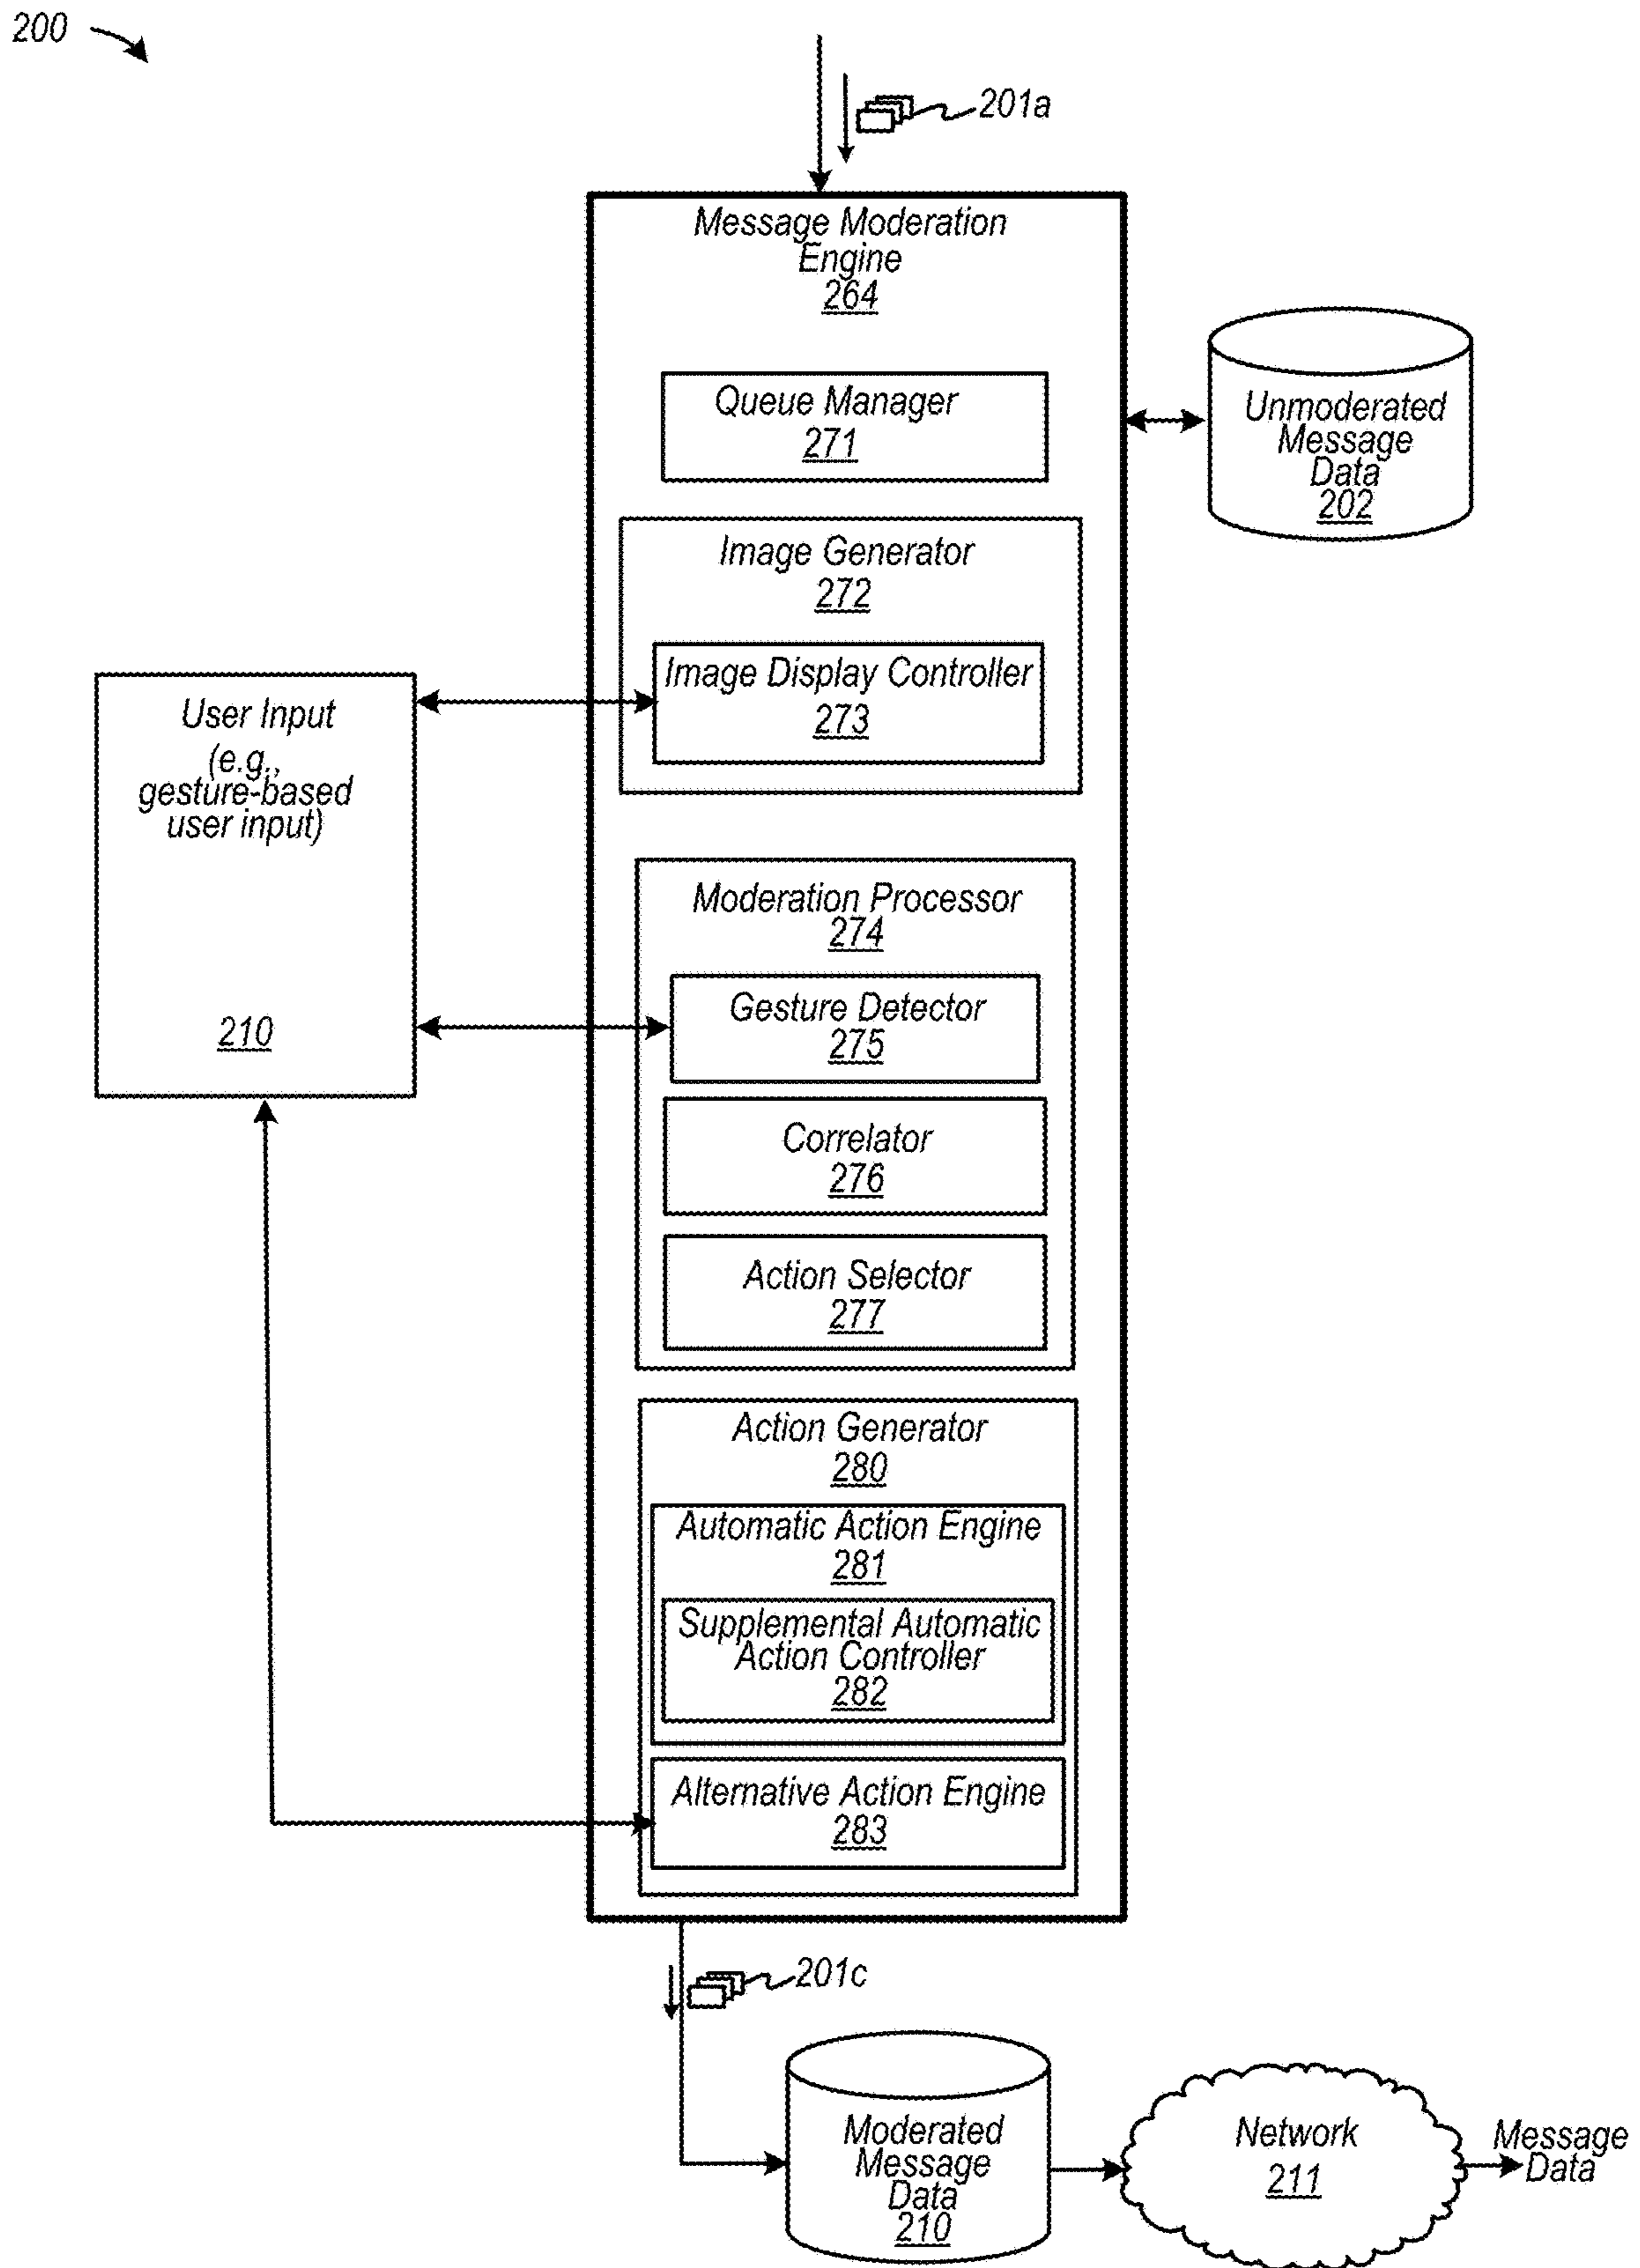 200
201a
Message Moderation
Engine
264
Queue Manager
271
Unmoderated
Message
Data
202
Image Generator
272
Image Display Controller
273
User Input
(e.g.,
gesture-based
user input)
210
Moderation Processor
274
Gesture Detector
275
Correlator
276
Action Selector
277
Action Generator
280
Automatic Action Engine
281
Supplemental Automatic
Action Controller
282
Alternative Action Engine
283
201c
Moderated
Message
Data
210
Network
211
Message
Data